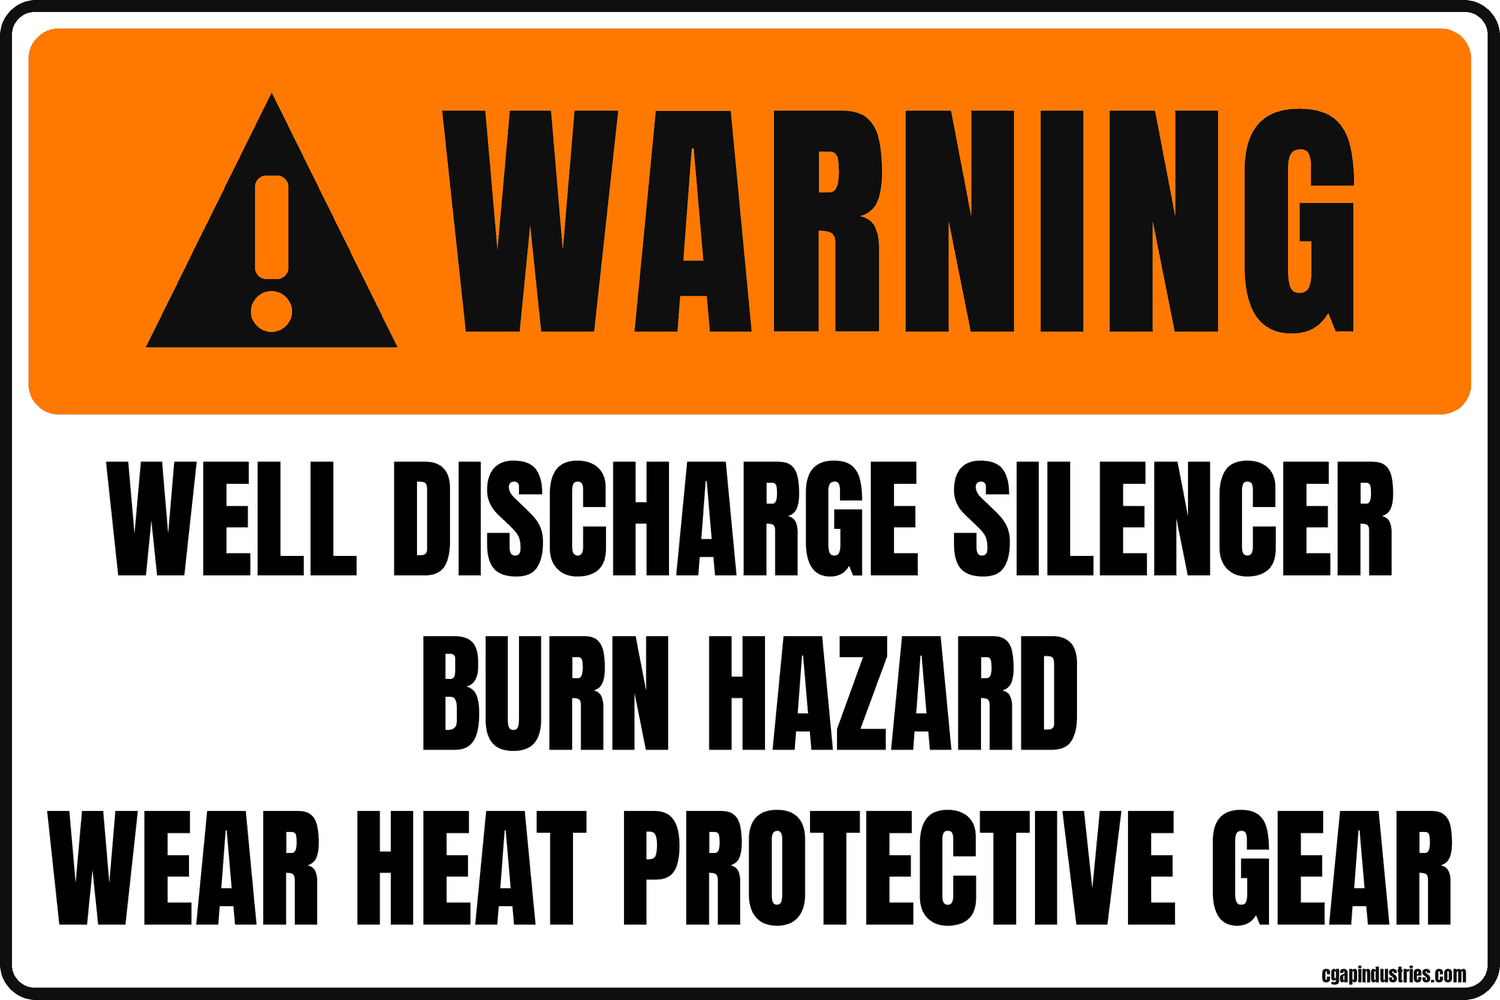 WARNING
WELL DISCHARGE SILENCER
BURN HAZARD
WEAR HEAT PROTECTIVE GEAR
cgapindustries.com